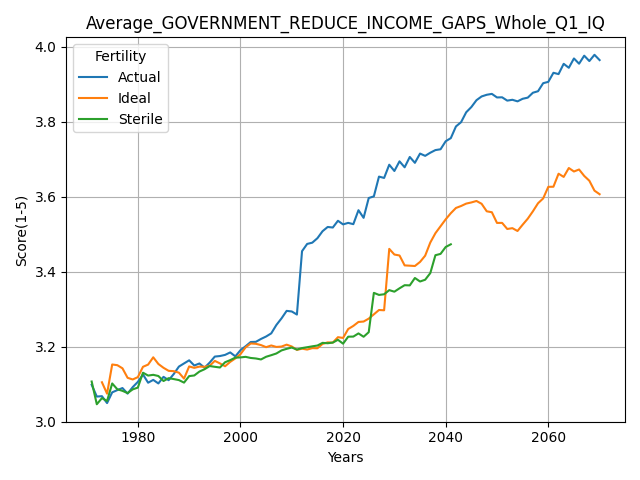 Average_GOVERNMENT_REDUCE_INCOME_GAPS_Whole_Q1_IQ
Fertility
Actual
Ideal
Sterile
Score(1-5)
4.0
3.8
3.6
3.4
3.2
3.0
1980 2000 2020 2040 2060
Years